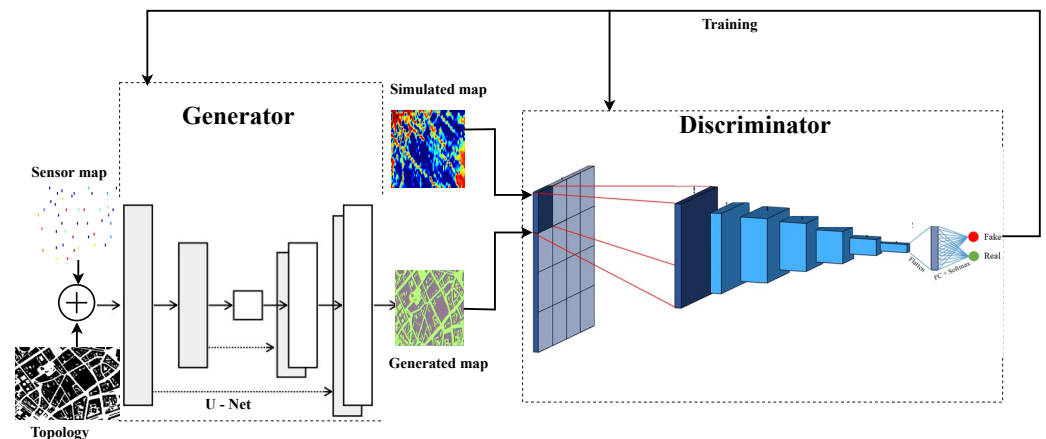 Training
Simulated map
Generator
Discriminator
Sensor map
Fake
Real
Flatten
FC + Softmax
Generated map
U - Net
Topology